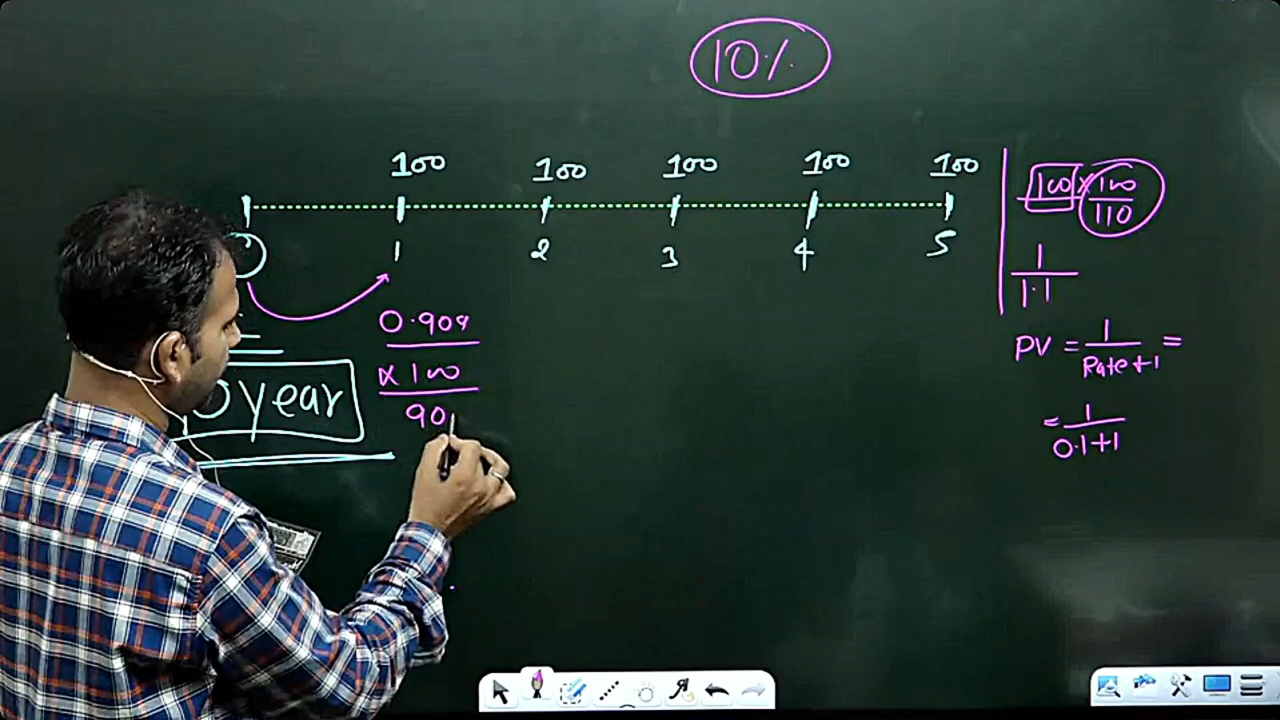 10%
100 100 100 100 100
1 2 3 4 5
100 × 100/110
1/1.1
PV = 1/Rate+1 =
= 1/0.1+1
0.909
× 100
90.
year